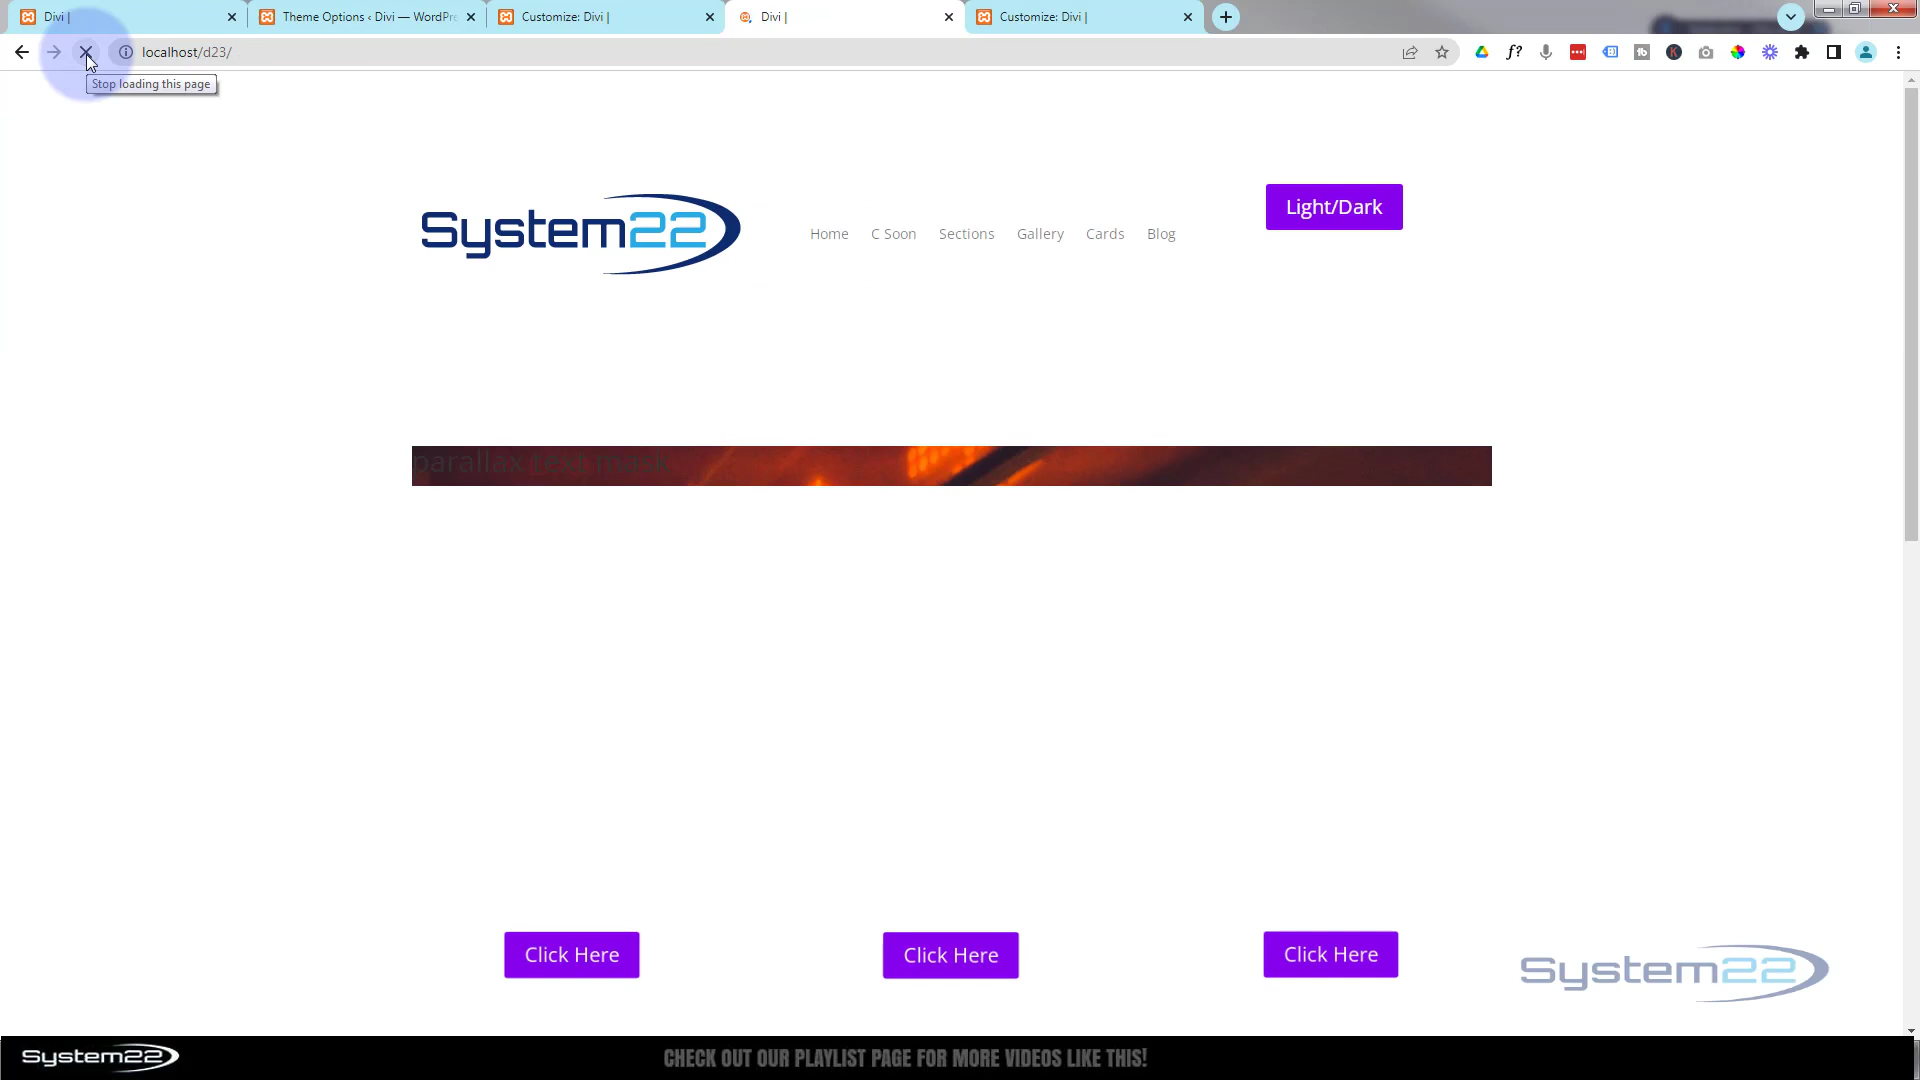 Divi |
Theme Options ‹ Divi — WordPre
Customize: Divi |
Divi |
Customize: Divi |
localhost/d23/
Stop loading this page
System22
Home
C Soon
Sections
Gallery
Cards
Blog
Light/Dark
parallax text mask
Click Here
Click Here
Click Here
System22
System22
CHECK OUT OUR PLAYLIST PAGE FOR MORE VIDEOS LIKE THIS!